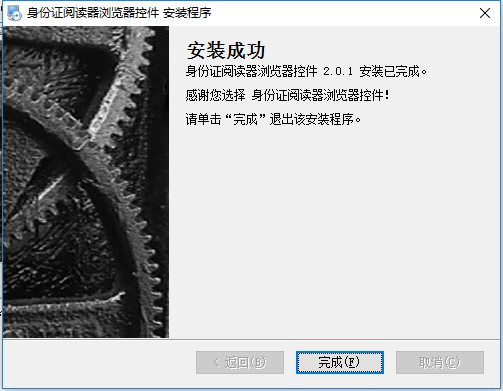 身份证阅读器浏览器控件 安装程序
安装成功
身份证阅读器浏览器控件 2.0.1 安装已完成。
感谢您选择 身份证阅读器浏览器控件!
请单击“完成”退出该安装程序。
< 返回(B)
完成(F)
取消(C)